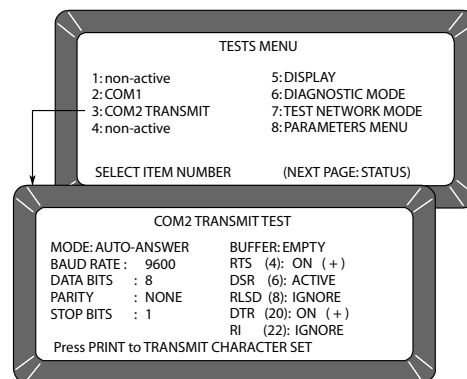 TESTS MENU
1: non-active 5: DISPLAY
2: COM1 6: DIAGNOSTIC MODE
3: COM2 TRANSMIT 7: TEST NETWORK MODE
4: non-active 8: PARAMETERS MENU
SELECT ITEM NUMBER (NEXT PAGE: STATUS)
COM2 TRANSMIT TEST
MODE: AUTO-ANSWER BUFFER: EMPTY
BAUD RATE : 9600 RTS (4): ON ( + )
DATA BITS : 8 DSR (6): ACTIVE
PARITY : NONE RLSD (8): IGNORE
STOP BITS : 1 DTR (20): ON ( + )
RI (22): IGNORE
Press PRINT to TRANSMIT CHARACTER SET